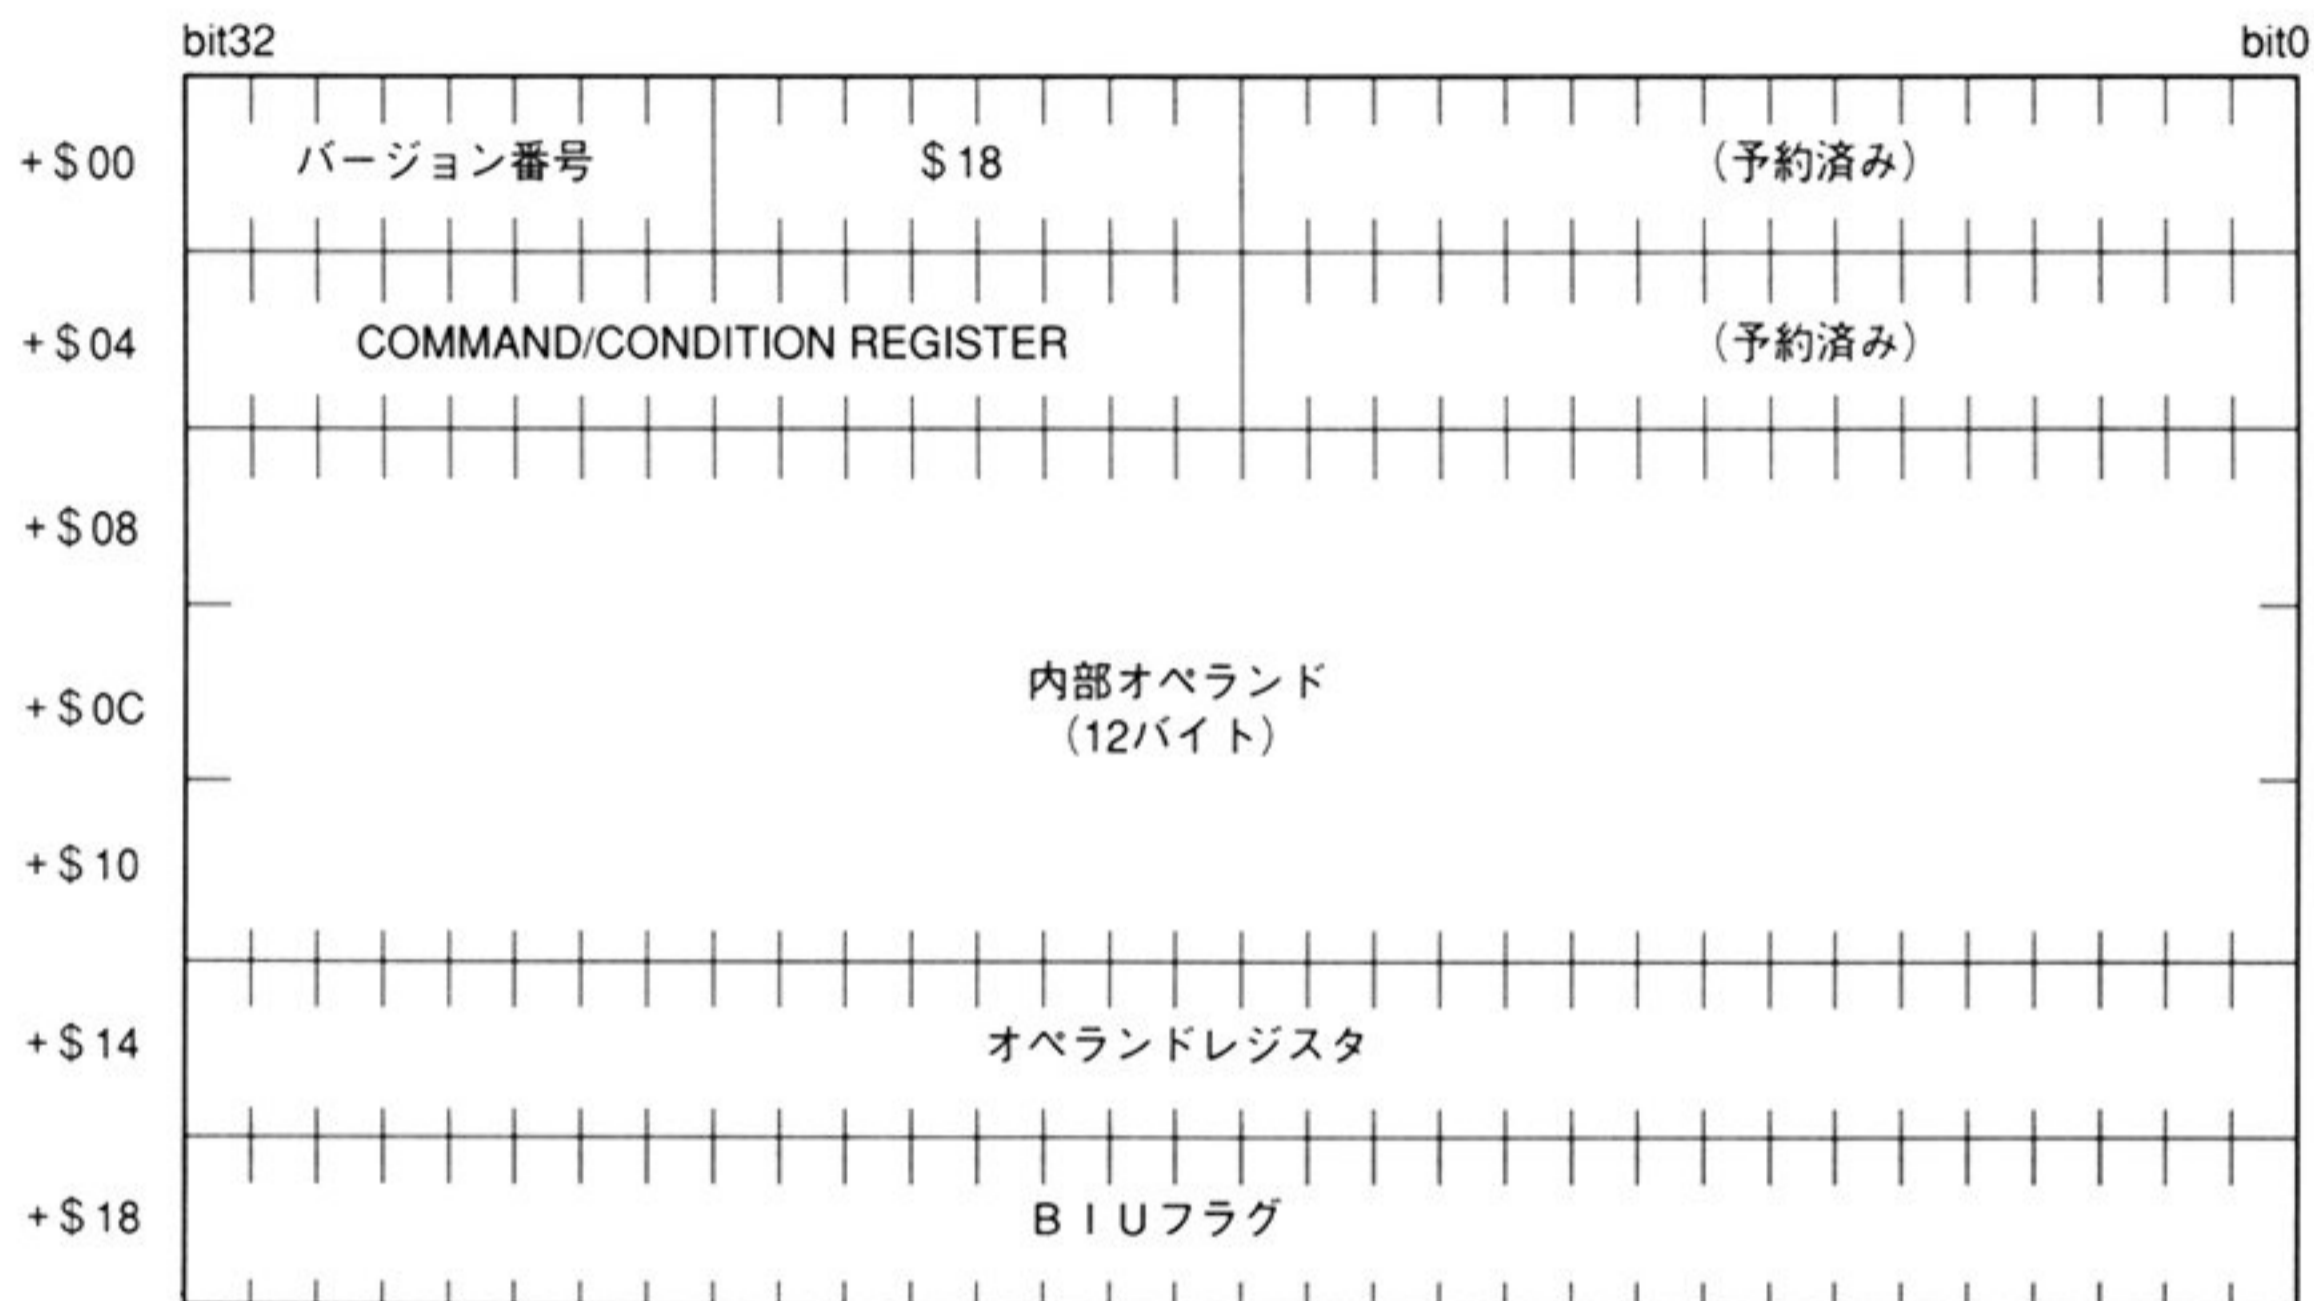 bit32 bit0
+$00 バージョン番号 $18 (予約済み)
+$04 COMMAND/CONDITION REGISTER (予約済み)
+$08
内部オペランド
+$0C
(12バイト)
+$10
+$14 オペランドレジスタ
+$18 BIUフラグ